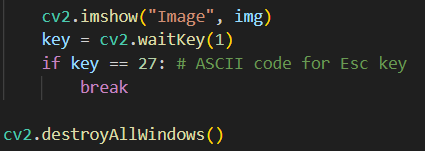 cv2.imshow("Image", img)
key = cv2.waitKey(1)
if key == 27: # ASCII code for Esc key
break
cv2.destroyAllWindows()